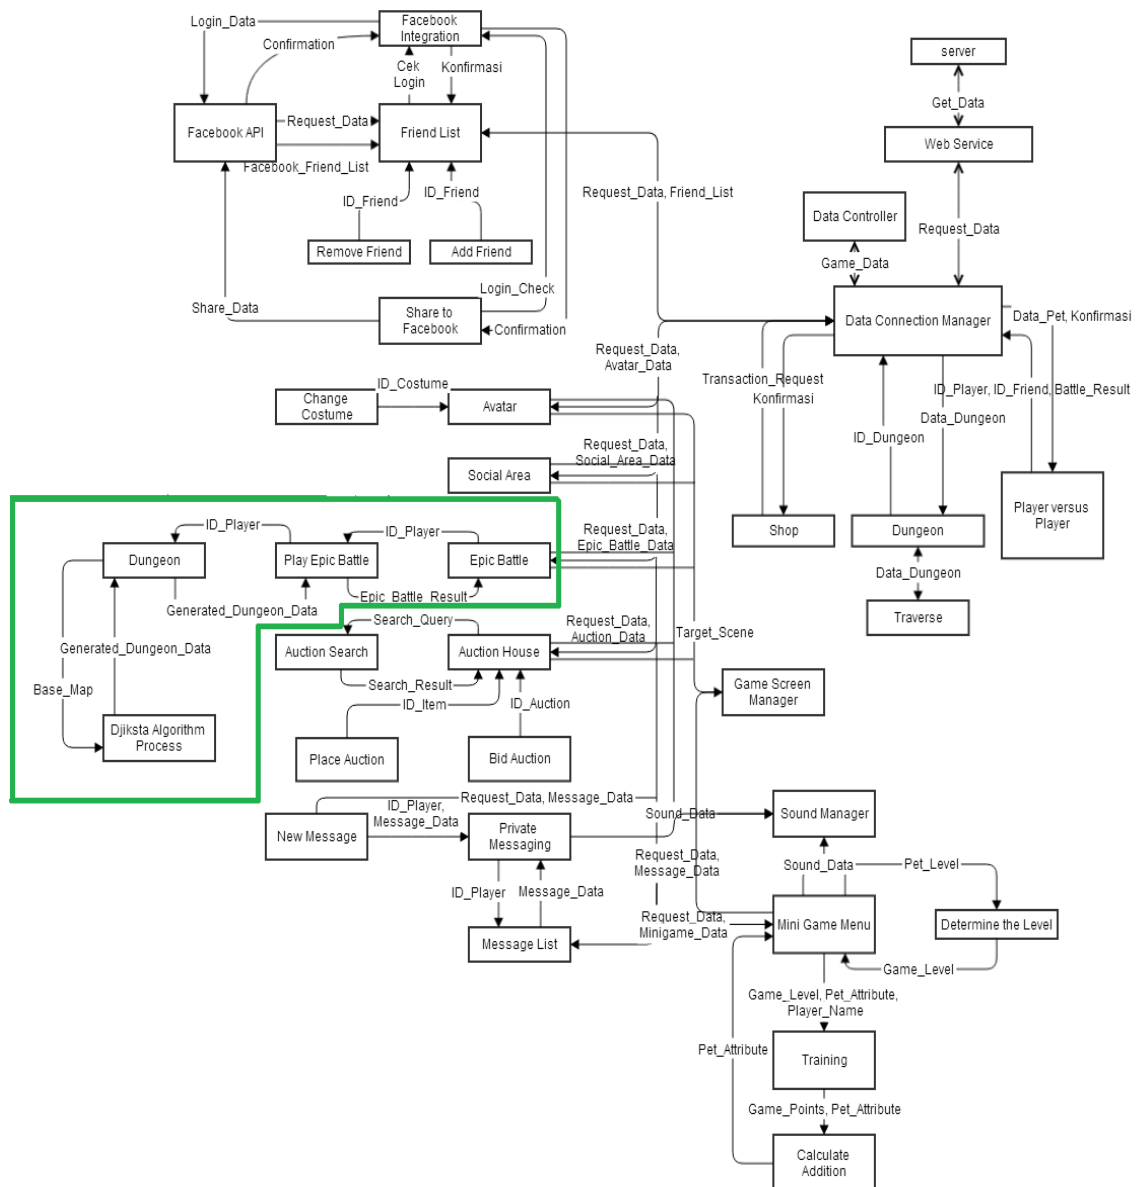 Login_Data
Facebook
Integration
Confirmation
Cek
Login
Konfirmasi
server
Get_Data
Facebook API
Request_Data
Friend List
Web Service
Facebook_Friend_List
ID_Friend
ID_Friend
Request_Data, Friend_List
Data Controller
Request_Data
Remove Friend
Add Friend
Game_Data
Login_Check
Share_Data
Share to
Facebook
Confirmation
Data Connection Manager
Data_Pet, Konfirmasi
Request_Data,
Avatar_Data
Transaction_Request
Konfirmasi
ID_Player, ID_Friend, Battle_Result
ID_Costume
Change
Costume
Avatar
Data_Dungeon
ID_Dungeon
Request_Data,
Social_Area_Data
Social Area
Player versus
Player
ID_Player
ID_Player
Shop
Dungeon
Request_Data,
Epic_Battle_Data
Dungeon
Play Epic Battle
Epic Battle
Data_Dungeon
Epic_Battle_Result
Generated_Dungeon_Data
Traverse
Search_Query
Request_Data,
Auction_Data
Target_Scene
Generated_Dungeon_Data
Auction Search
Auction House
Base_Map
Search_Result
Game Screen
Manager
ID_Item
ID_Auction
Djiksta Algorithm
Process
Place Auction
Bid Auction
Request_Data, Message_Data
ID_Player,
Message_Data
New Message
Private
Messaging
Sound_Data
Sound Manager
Request_Data,
Message_Data
Sound_Data
Pet_Level
ID_Player
Message_Data
Request_Data,
Minigame_Data
Mini Game Menu
Determine the Level
Message List
Game_Level
Game_Level, Pet_Attribute,
Player_Name
Pet_Attribute
Training
Game_Points, Pet_Attribute
Calculate
Addition